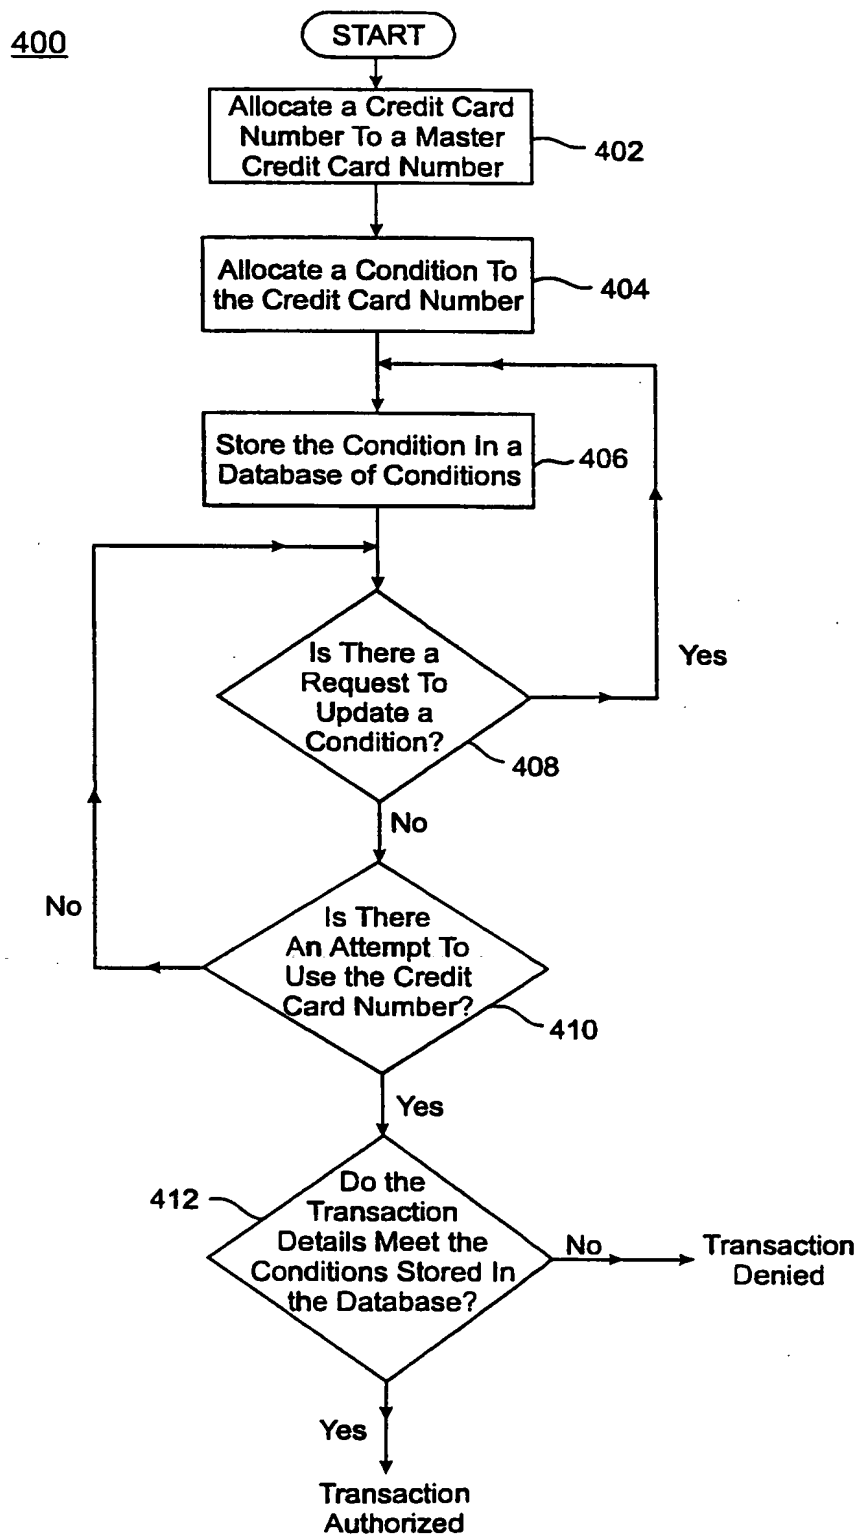 400
START
Allocate a Credit Card
Number To a Master
Credit Card Number
402
Allocate a Condition To
the Credit Card Number
404
Store the Condition In a
Database of Conditions
406
Is There a
Request To
Update a
Condition?
Yes
408
No
No
Is There
An Attempt To
Use the Credit
Card Number?
410
Yes
412
Do the
Transaction
Details Meet the
Conditions Stored In
the Database?
No
Transaction
Denied
Yes
Transaction
Authorized